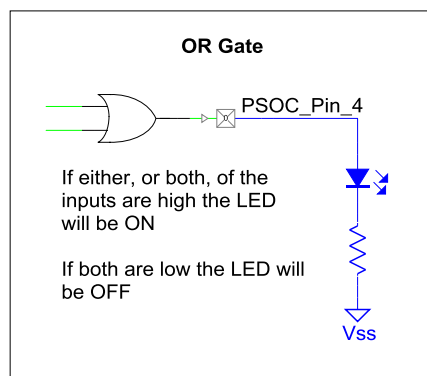 OR Gate
PSOC_Pin_4
If either, or both, of the
inputs are high the LED
will be ON
If both are low the LED will
be OFF
Vss